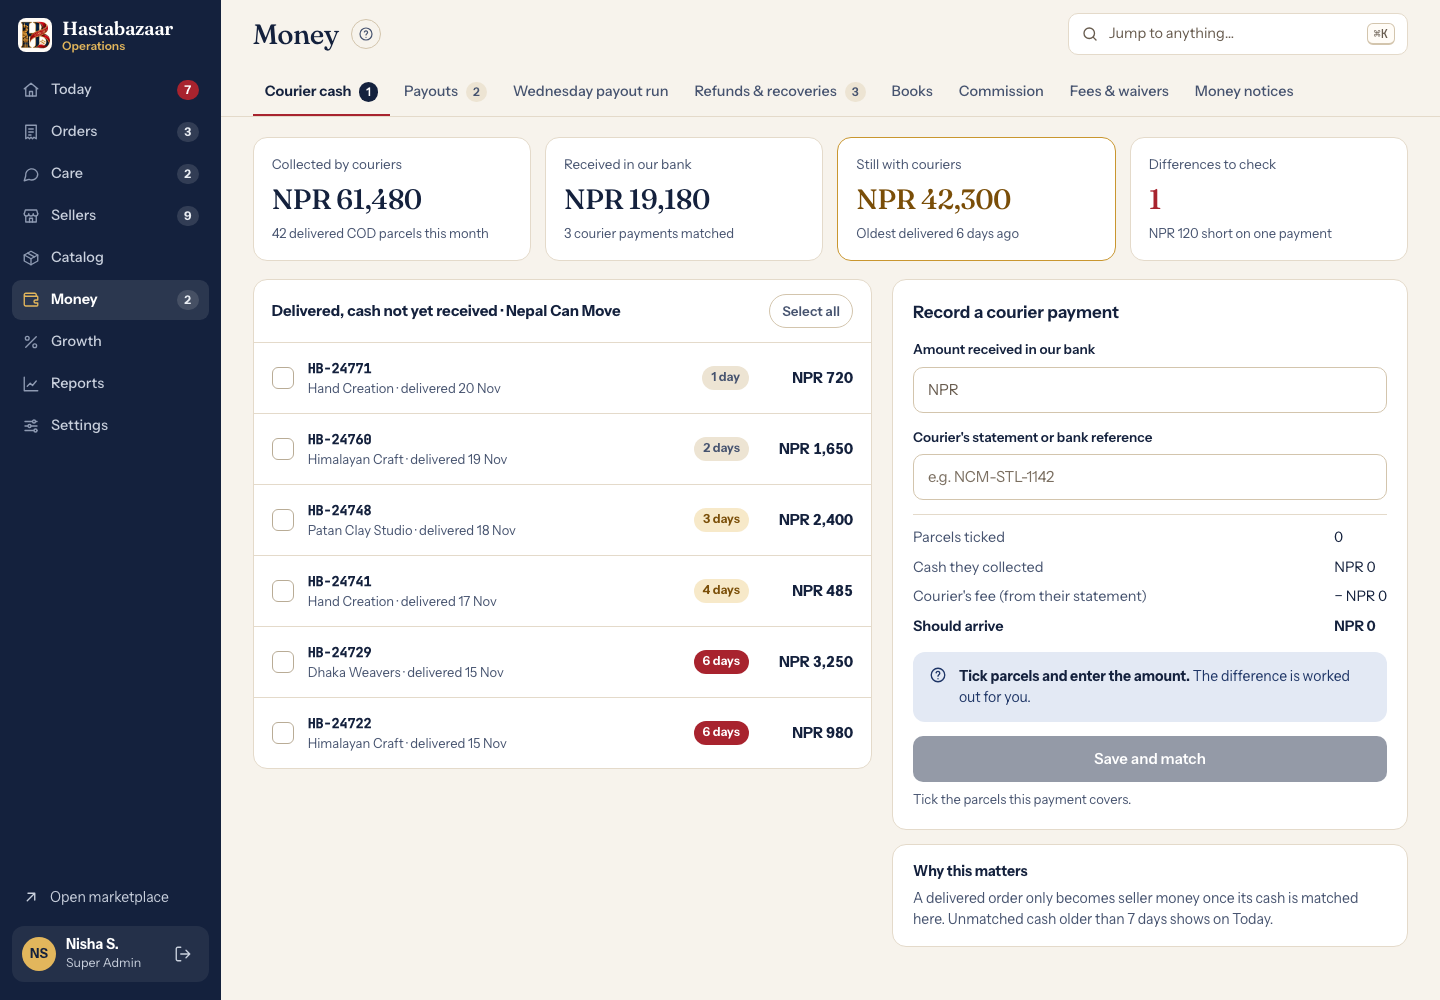 Hastabazaar
Operations
Today 7
Orders 3
Care 2
Sellers 9
Catalog
Money 2
Growth
Reports
Settings
Open marketplace
NS
Nisha S.
Super Admin
Money
Jump to anything... ⌘K
Courier cash 1 Payouts 2 Wednesday payout run Refunds & recoveries 3 Books Commission Fees & waivers Money notices
Collected by couriers
NPR 61,480
42 delivered COD parcels this month
Received in our bank
NPR 19,180
3 courier payments matched
Still with couriers
NPR 42,300
Oldest delivered 6 days ago
Differences to check
1
NPR 120 short on one payment
Delivered, cash not yet received · Nepal Can Move Select all
HB-24771
Hand Creation · delivered 20 Nov
1 day NPR 720
HB-24760
Himalayan Craft · delivered 19 Nov
2 days NPR 1,650
HB-24748
Patan Clay Studio · delivered 18 Nov
3 days NPR 2,400
HB-24741
Hand Creation · delivered 17 Nov
4 days NPR 485
HB-24729
Dhaka Weavers · delivered 15 Nov
6 days NPR 3,250
HB-24722
Himalayan Craft · delivered 15 Nov
6 days NPR 980
Record a courier payment
Amount received in our bank
NPR
Courier's statement or bank reference
e.g. NCM-STL-1142
Parcels ticked 0
Cash they collected NPR 0
Courier's fee (from their statement) − NPR 0
Should arrive NPR 0
Tick parcels and enter the amount. The difference is worked
out for you.
Save and match
Tick the parcels this payment covers.
Why this matters
A delivered order only becomes seller money once its cash is matched
here. Unmatched cash older than 7 days shows on Today.